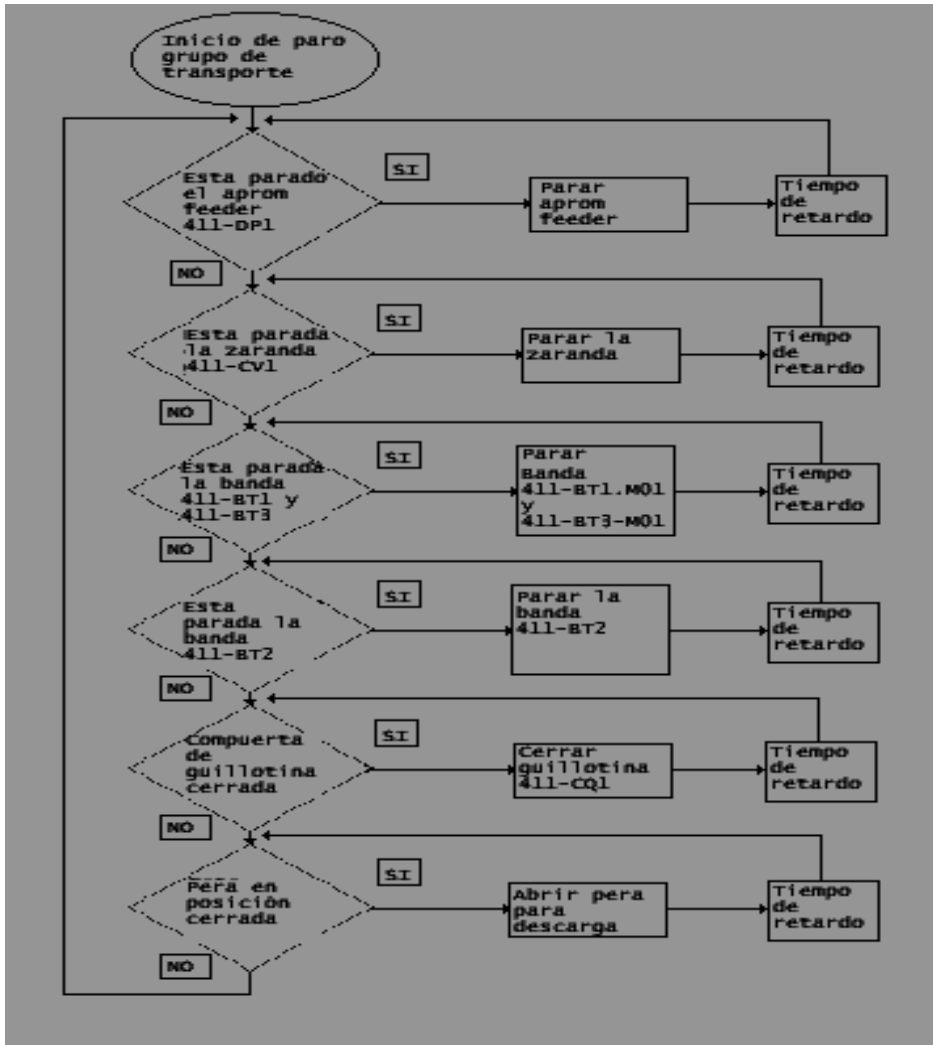 Inicio de paro
grupo de
transporte
Esta parado
el aprom
feeder
411-DP1
SI
Parar
aprom
feeder
Tiempo
de
retardo
NO
Esta parada
la zaranda
411-CV1
SI
Parar la
zaranda
Tiempo
de
retardo
NO
Esta parada
la banda
411-BT1 y
411-BT3
SI
Parar
Banda
411-BT1.M01
y
411-BT3-M01
Tiempo
de
retardo
NO
Esta
parada la
banda
411-BT2
SI
Parar la
banda
411-BT2
Tiempo
de
retardo
NO
Compuerta
de
guillotina
cerrada
SI
Cerrar
guillotina
411-CQ1
Tiempo
de
retardo
NO
Pera en
posición
cerrada
SI
Abrir pera
para
descarga
Tiempo
de
retardo
NO